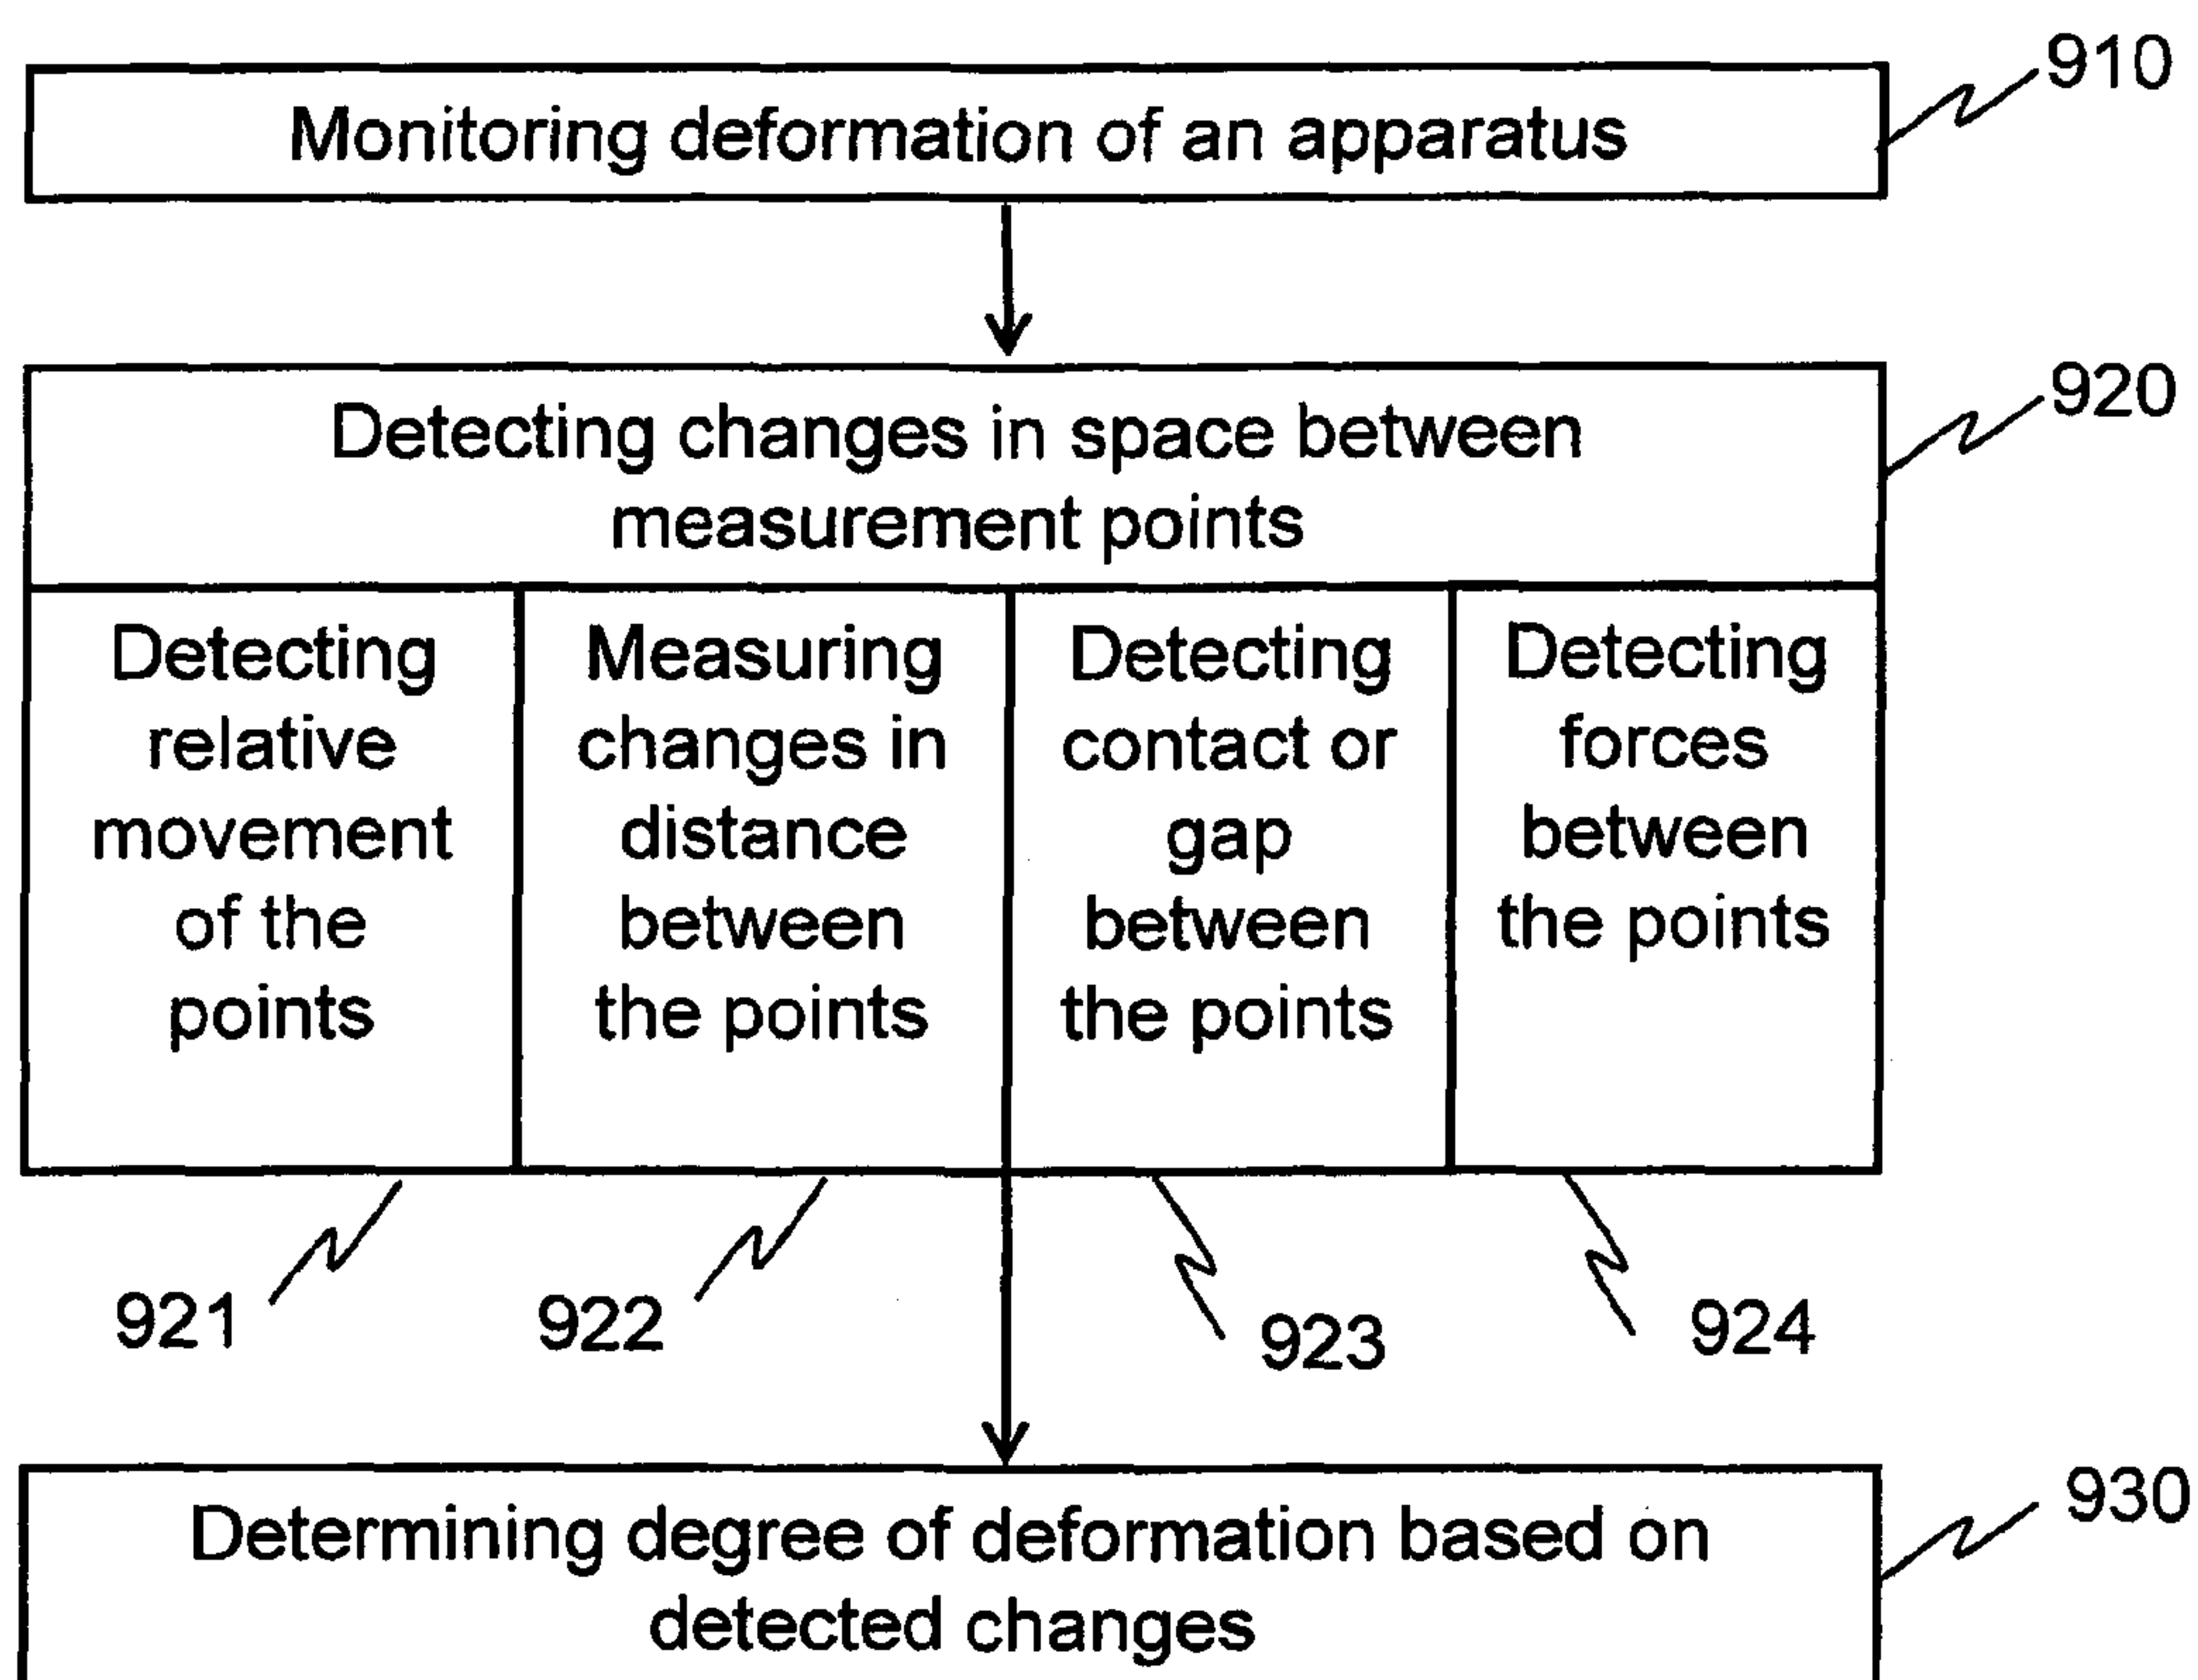 910
Monitoring deformation of an apparatus
920
Detecting changes in space between
measurement points
Detecting
relative
movement
of the
points
Measuring
changes in
distance
between
the points
Detecting
contact or
gap
between
the points
Detecting
forces
between
the points
921
922
923
924
930
Determining degree of deformation based on
detected changes